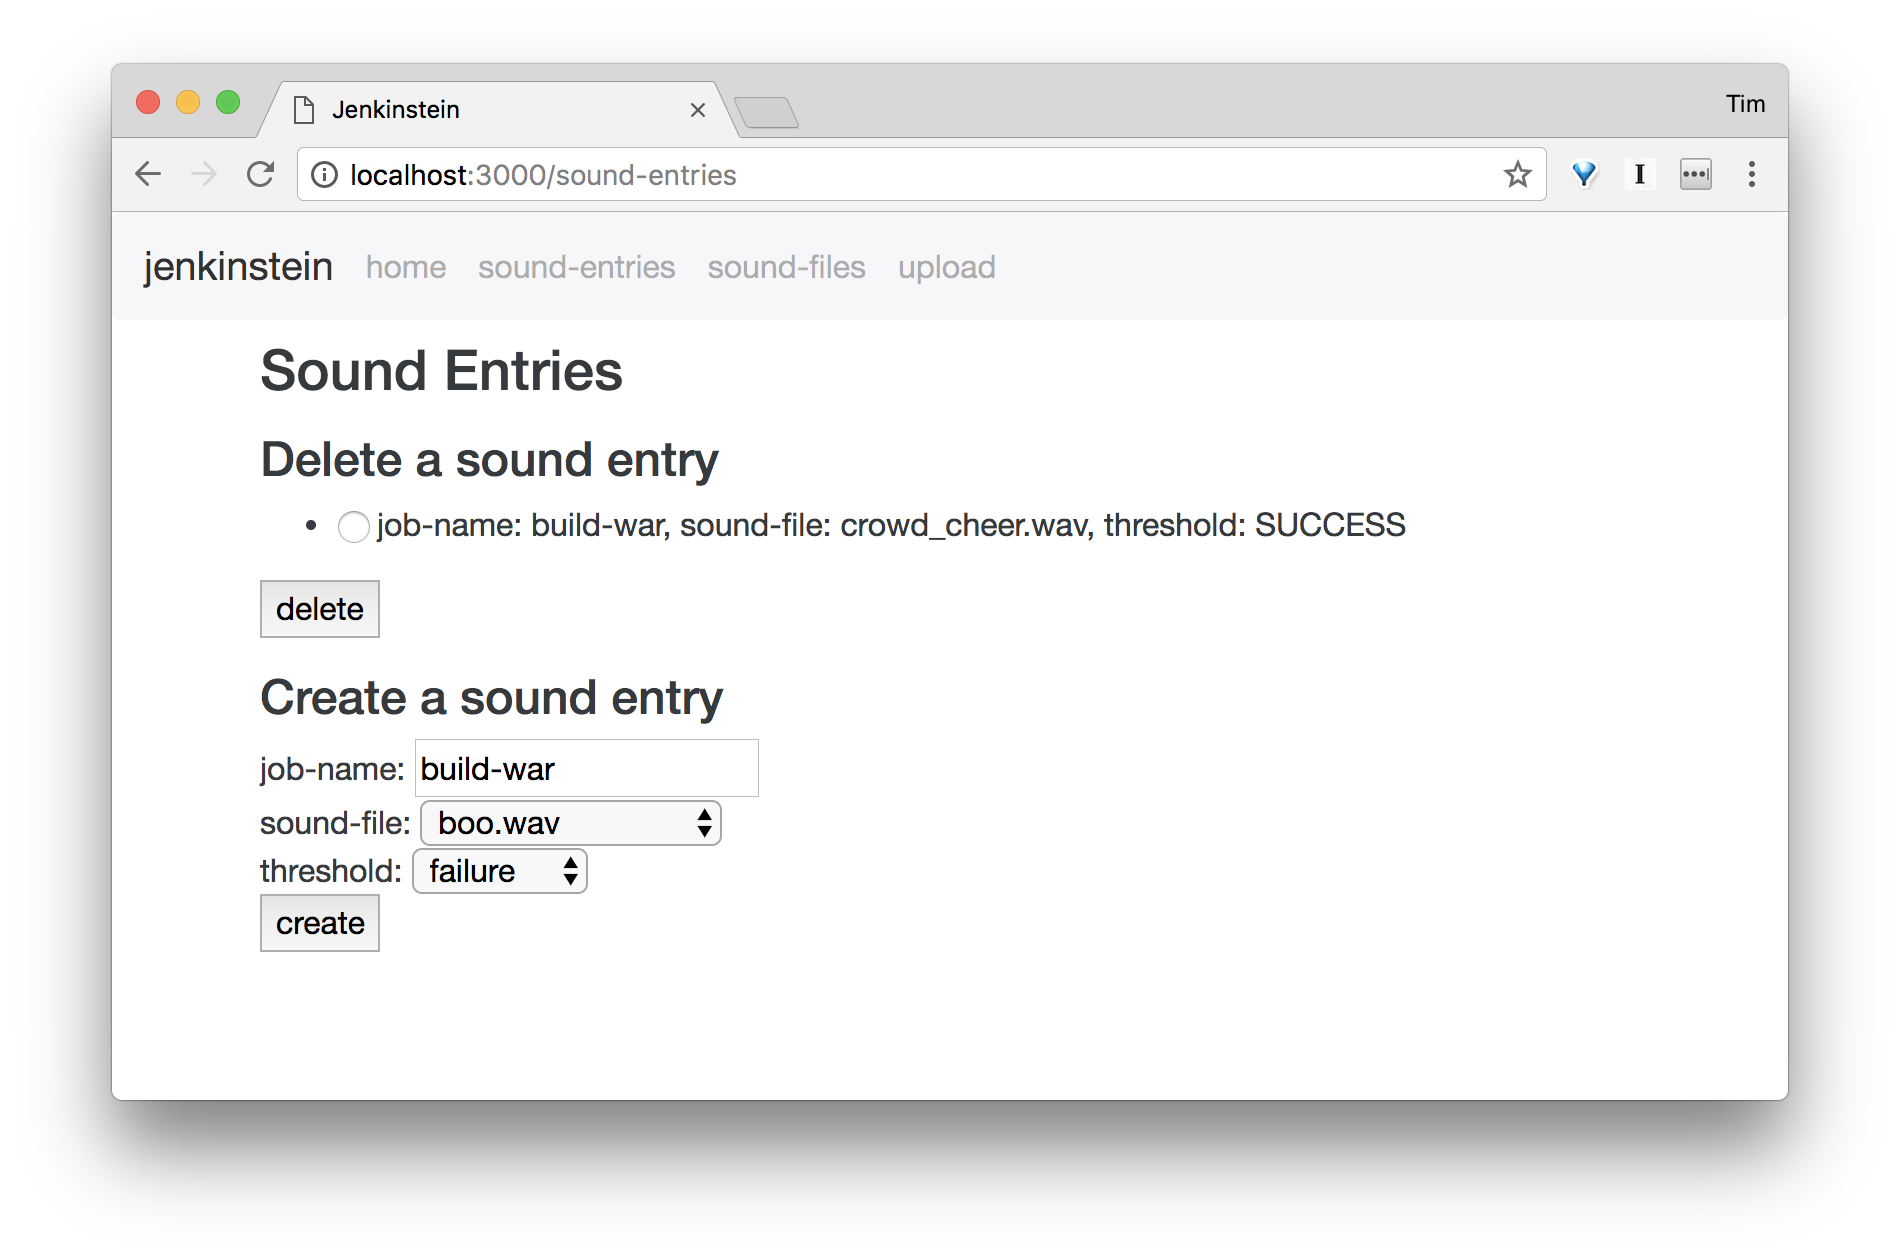 Jenkinstein
Tim
localhost:3000/sound-entries
I
jenkinstein home sound-entries sound-files upload
Sound Entries
Delete a sound entry
job-name: build-war, sound-file: crowd_cheer.wav, threshold: SUCCESS
delete
Create a sound entry
job-name: build-war
sound-file: boo.wav
threshold: failure
create